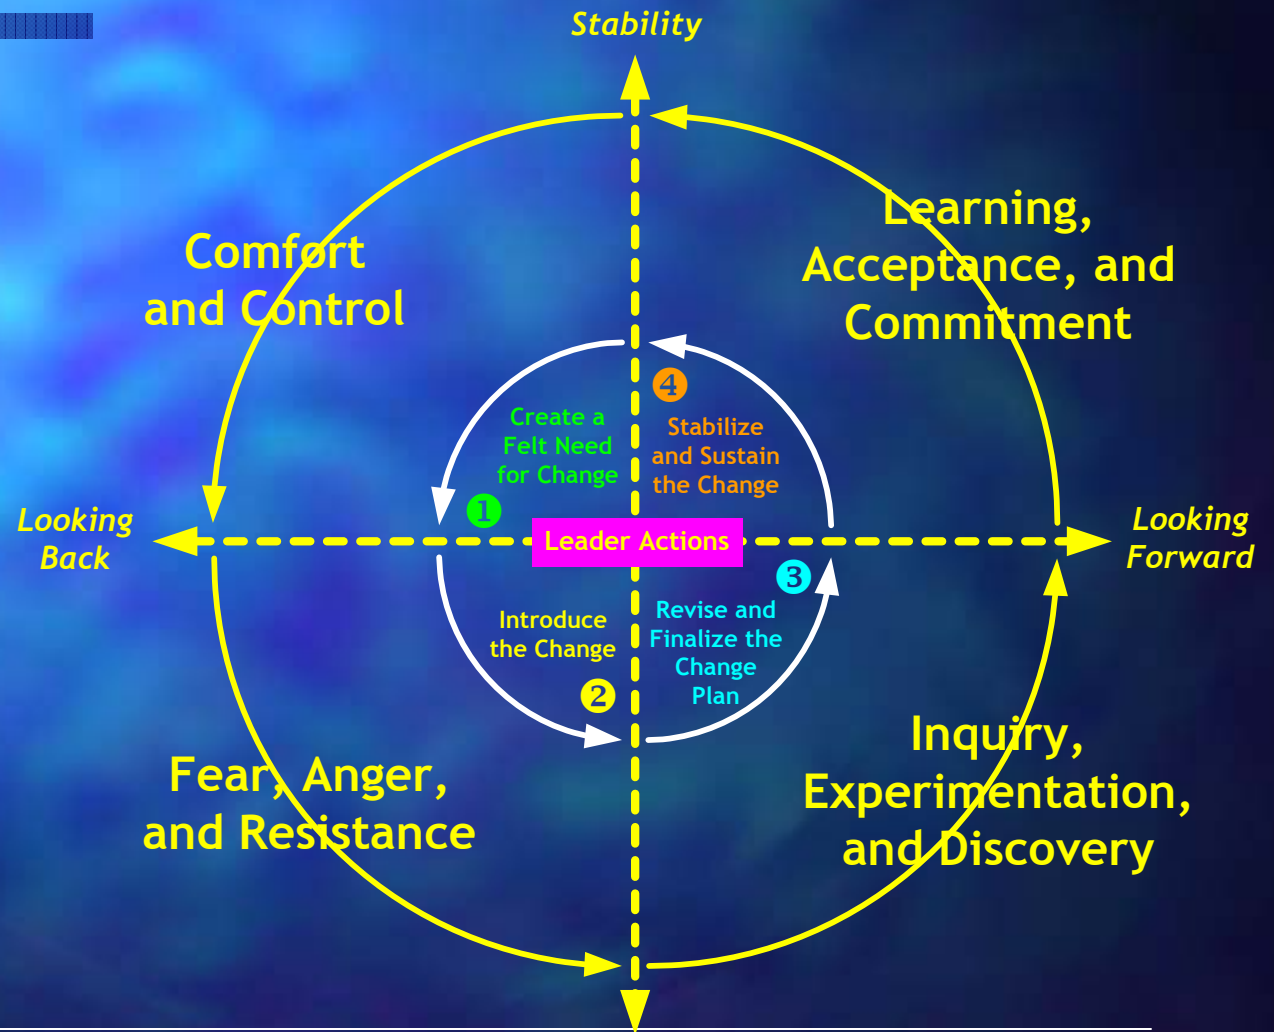 Stability
Comfort
and Control
Learning,
Acceptance, and
Commitment
4
Create a
Felt Need
for Change
1
Stabilize
and Sustain
the Change
Looking
Back
Leader Actions
Looking
Forward
3
Introduce
the Change
2
Revise and
Finalize the
Change
Plan
Fear, Anger,
and Resistance
Inquiry,
Experimentation,
and Discovery